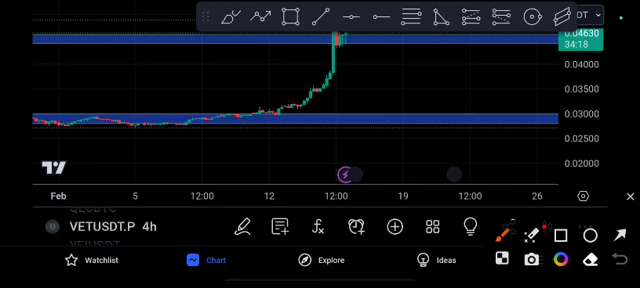 DT
0.04630
34:18
0.04000
0.03500
0.03000
0.02500
0.02000
Feb 5 12:00 12 12:00 19 12:00 26
VETUSDT.P 4h
Watchlist Chart Explore Ideas